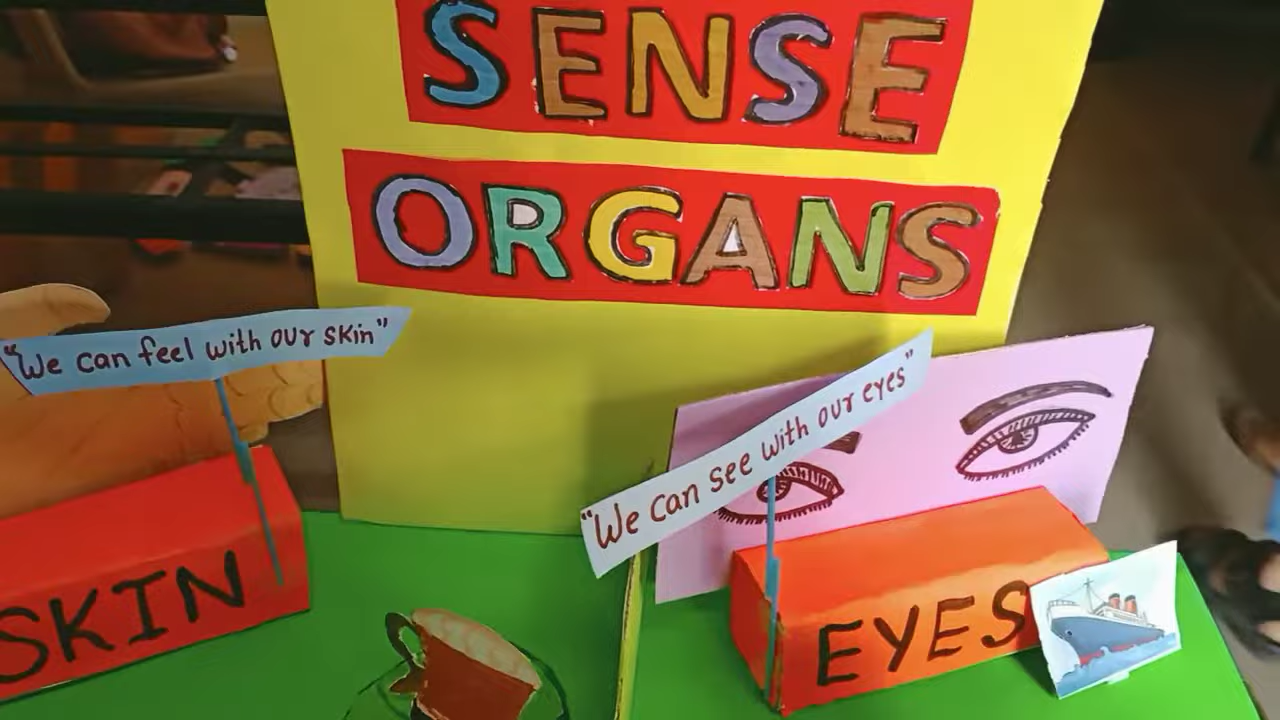 SENSE
ORGANS
"We can feel with our skin"
"We can see with our eyes"
SKIN
EYES